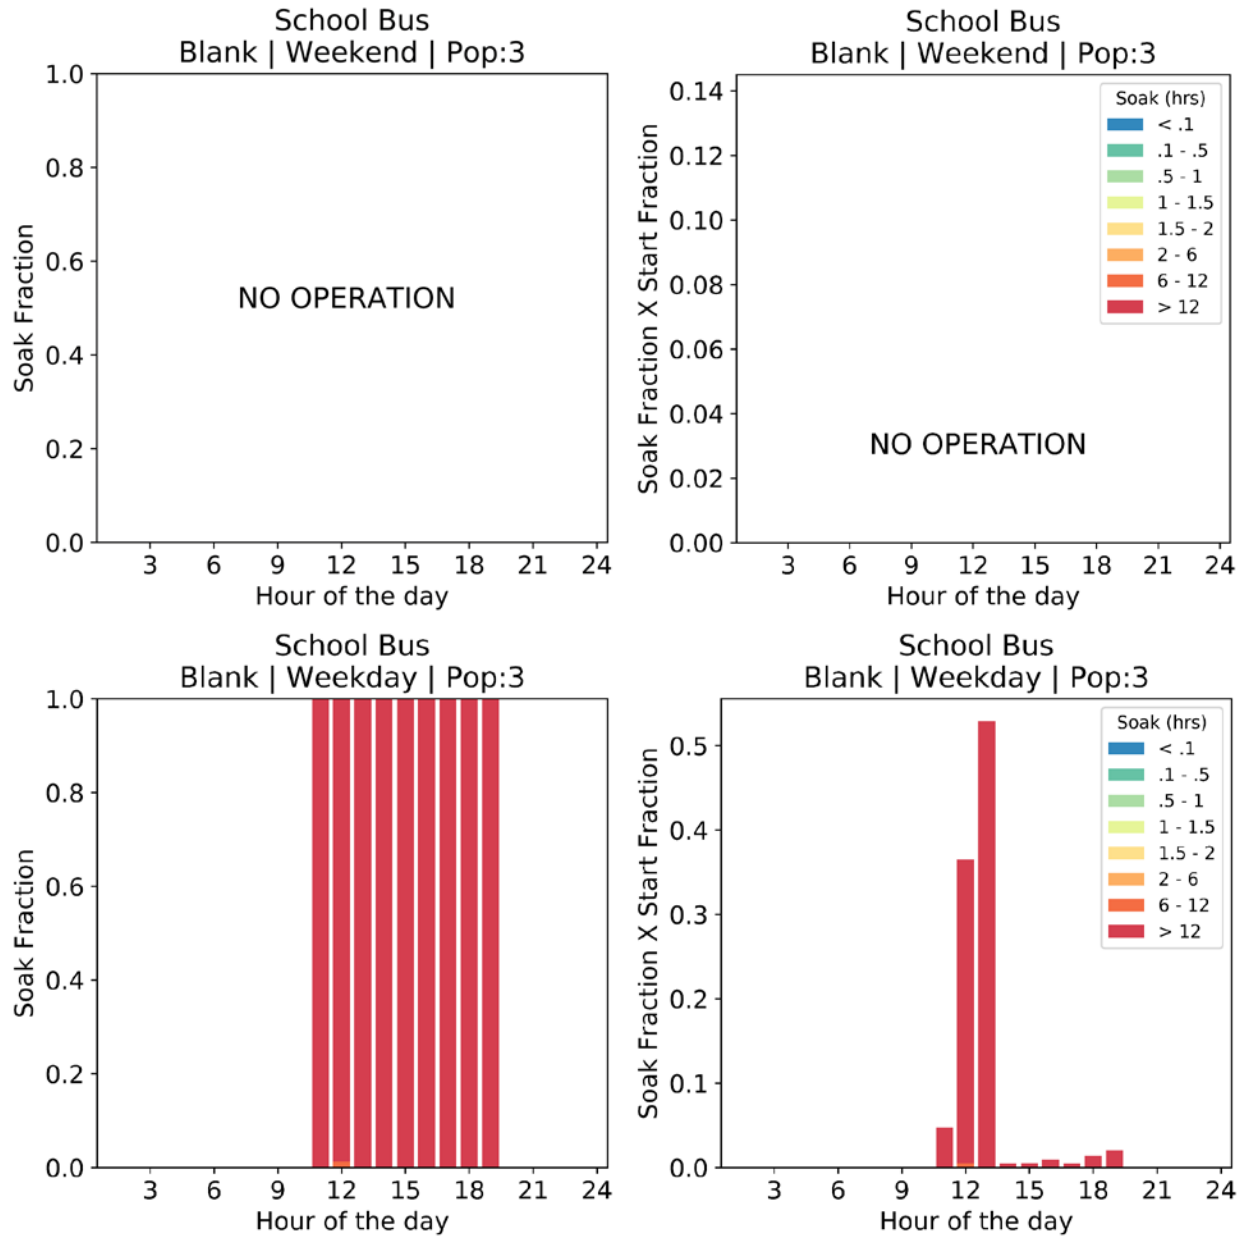 School Bus
Blank | Weekend | Pop:3
1.0
0.8
0.6
0.4
0.2
0.0
Soak Fraction
NO OPERATION
3 6 9 12 15 18 21 24
Hour of the day
School Bus
Blank | Weekend | Pop:3
0.14
0.12
0.10
0.08
0.06
0.04
0.02
0.00
Soak Fraction X Start Fraction
Soak (hrs)
< .1
.1 - .5
.5 - 1
1 - 1.5
1.5 - 2
2 - 6
6 - 12
> 12
NO OPERATION
3 6 9 12 15 18 21 24
Hour of the day
School Bus
Blank | Weekday | Pop:3
1.0
0.8
0.6
0.4
0.2
0.0
Soak Fraction
3 6 9 12 15 18 21 24
Hour of the day
School Bus
Blank | Weekday | Pop:3
0.5
0.4
0.3
0.2
0.1
0.0
Soak Fraction X Start Fraction
Soak (hrs)
< .1
.1 - .5
.5 - 1
1 - 1.5
1.5 - 2
2 - 6
6 - 12
> 12
3 6 9 12 15 18 21 24
Hour of the day